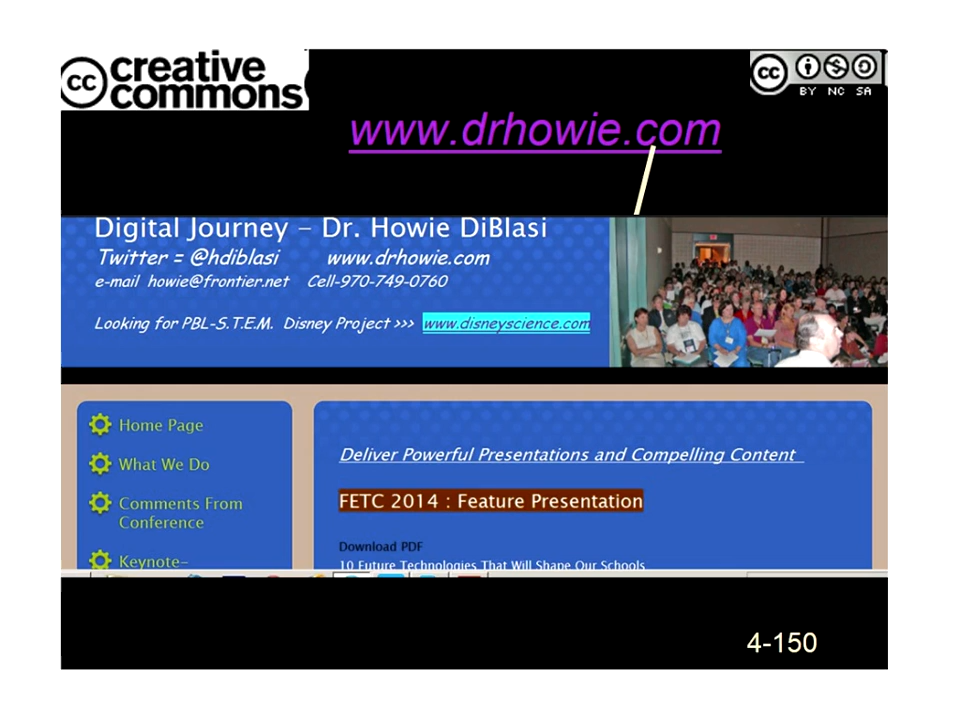 cc creative commons
cc BY NC SA
www.drhowie.com
Digital Journey - Dr. Howie DiBlasi
Twitter = @hdiblasi www.drhowie.com
e-mail howie@frontier.net Cell-970-749-0760
Looking for PBL-S.T.E.M. Disney Project >>> www.disneyscience.com
Home Page
What We Do
Comments From
Conference
Keynote-
Deliver Powerful Presentations and Compelling Content
FETC 2014 : Feature Presentation
Download PDF
10 Future Technologies That Will Shape Our Schools
4-150